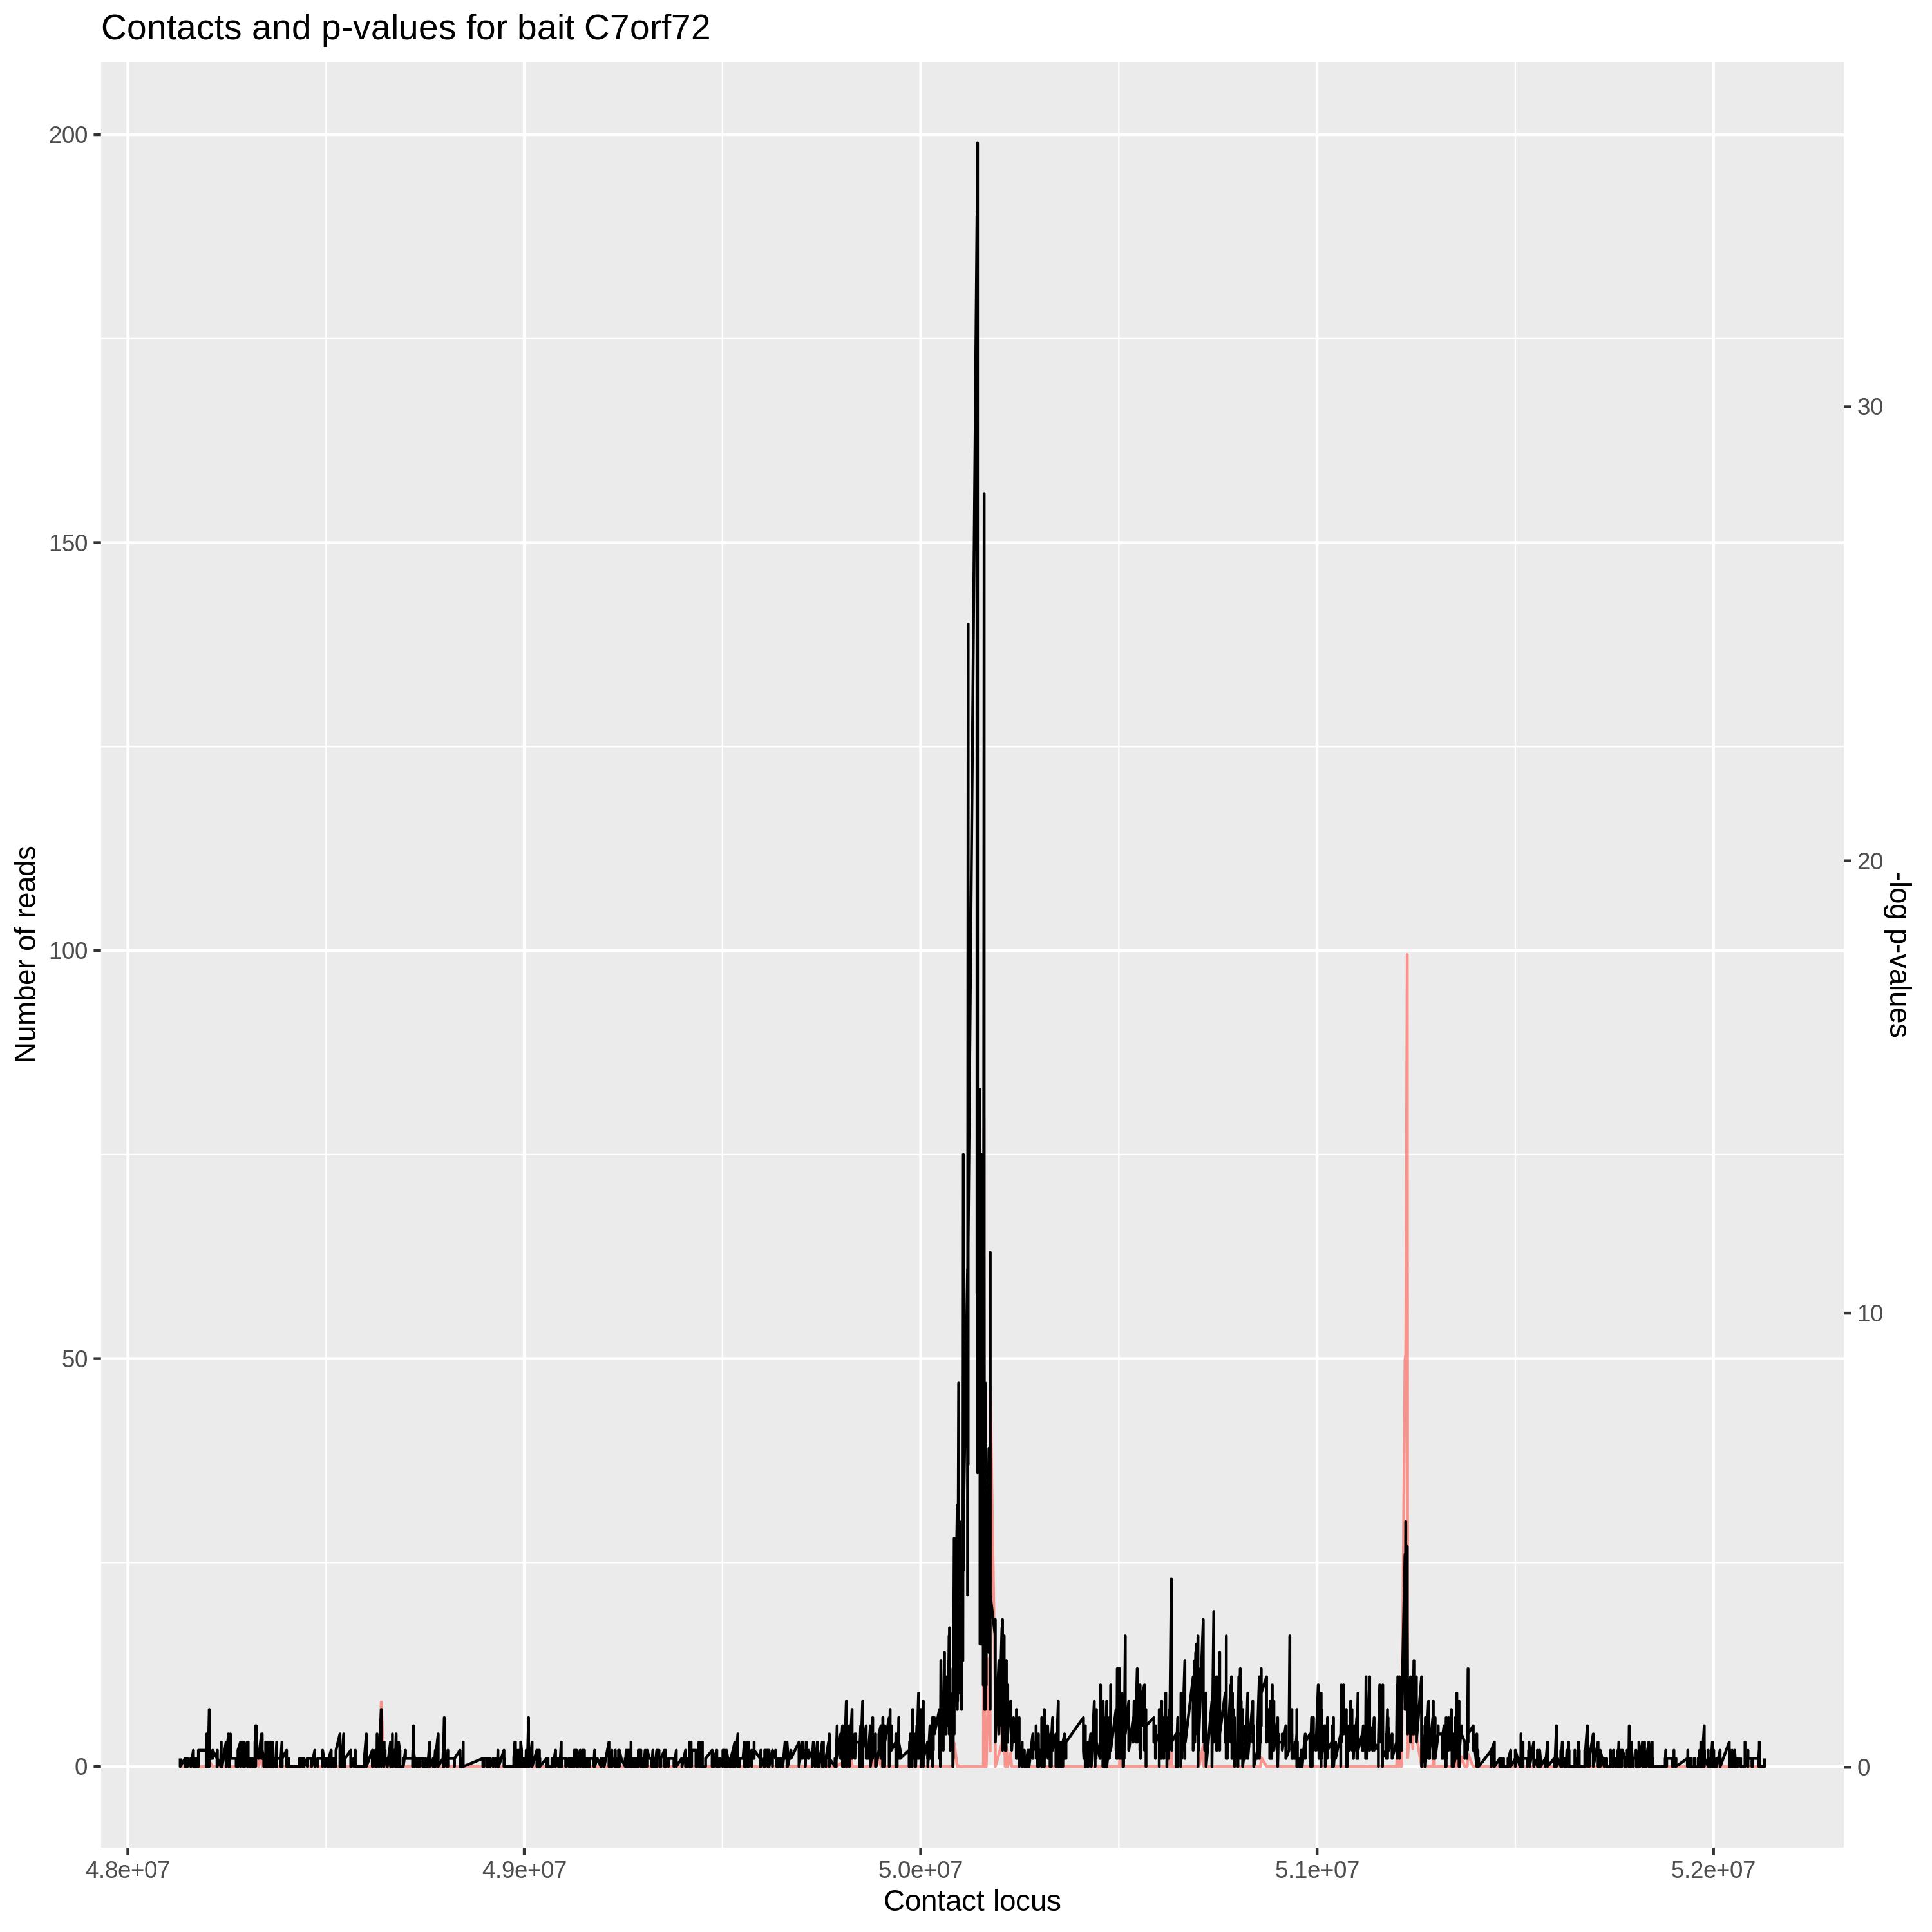 Contacts and p-values for bait C7orf72
200
150
100
50
0
Number of reads
30
20
10
0
-log p-values
4.8e+07
4.9e+07
5.0e+07
5.1e+07
5.2e+07
Contact locus